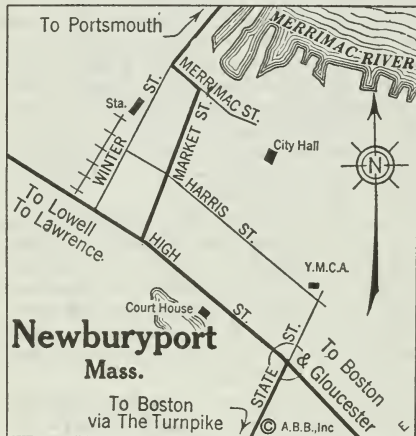 To Portsmouth
MERRIMAC RIVER
MERRIMAC ST.
Sta.
WINTER ST.
MARKET ST.
City Hall
N
HARRIS ST.
To Lowell
To Lawrence
HIGH ST.
Y.M.C.A.
Court House
Newburyport
Mass.
STATE ST.
To Boston
& Gloucester
To Boston
via The Turnpike
© A.B.B., Inc
E